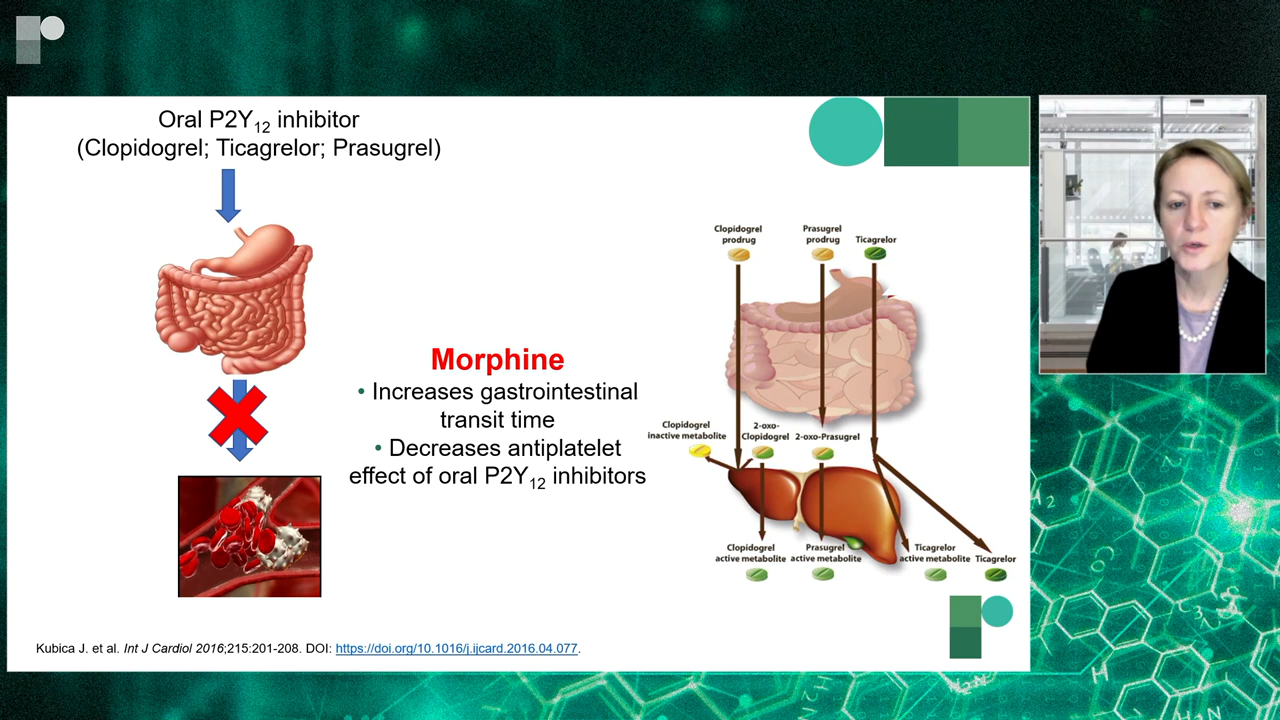 Oral P2Y12 inhibitor
(Clopidogrel; Ticagrelor; Prasugrel)
Morphine
• Increases gastrointestinal
transit time
• Decreases antiplatelet
effect of oral P2Y12 inhibitors
Clopidogrel
prodrug
Prasugrel
prodrug
Ticagrelor
Clopidogrel
inactive metabolite
2-oxo-
Clopidogrel
2-oxo-Prasugrel
Clopidogrel
active metabolite
Prasugrel
active metabolite
Ticagrelor
active metabolite
Ticagrelor
Kubica J. et al. Int J Cardiol 2016;215:201-208. DOI: https://doi.org/10.1016/j.ijcard.2016.04.077.